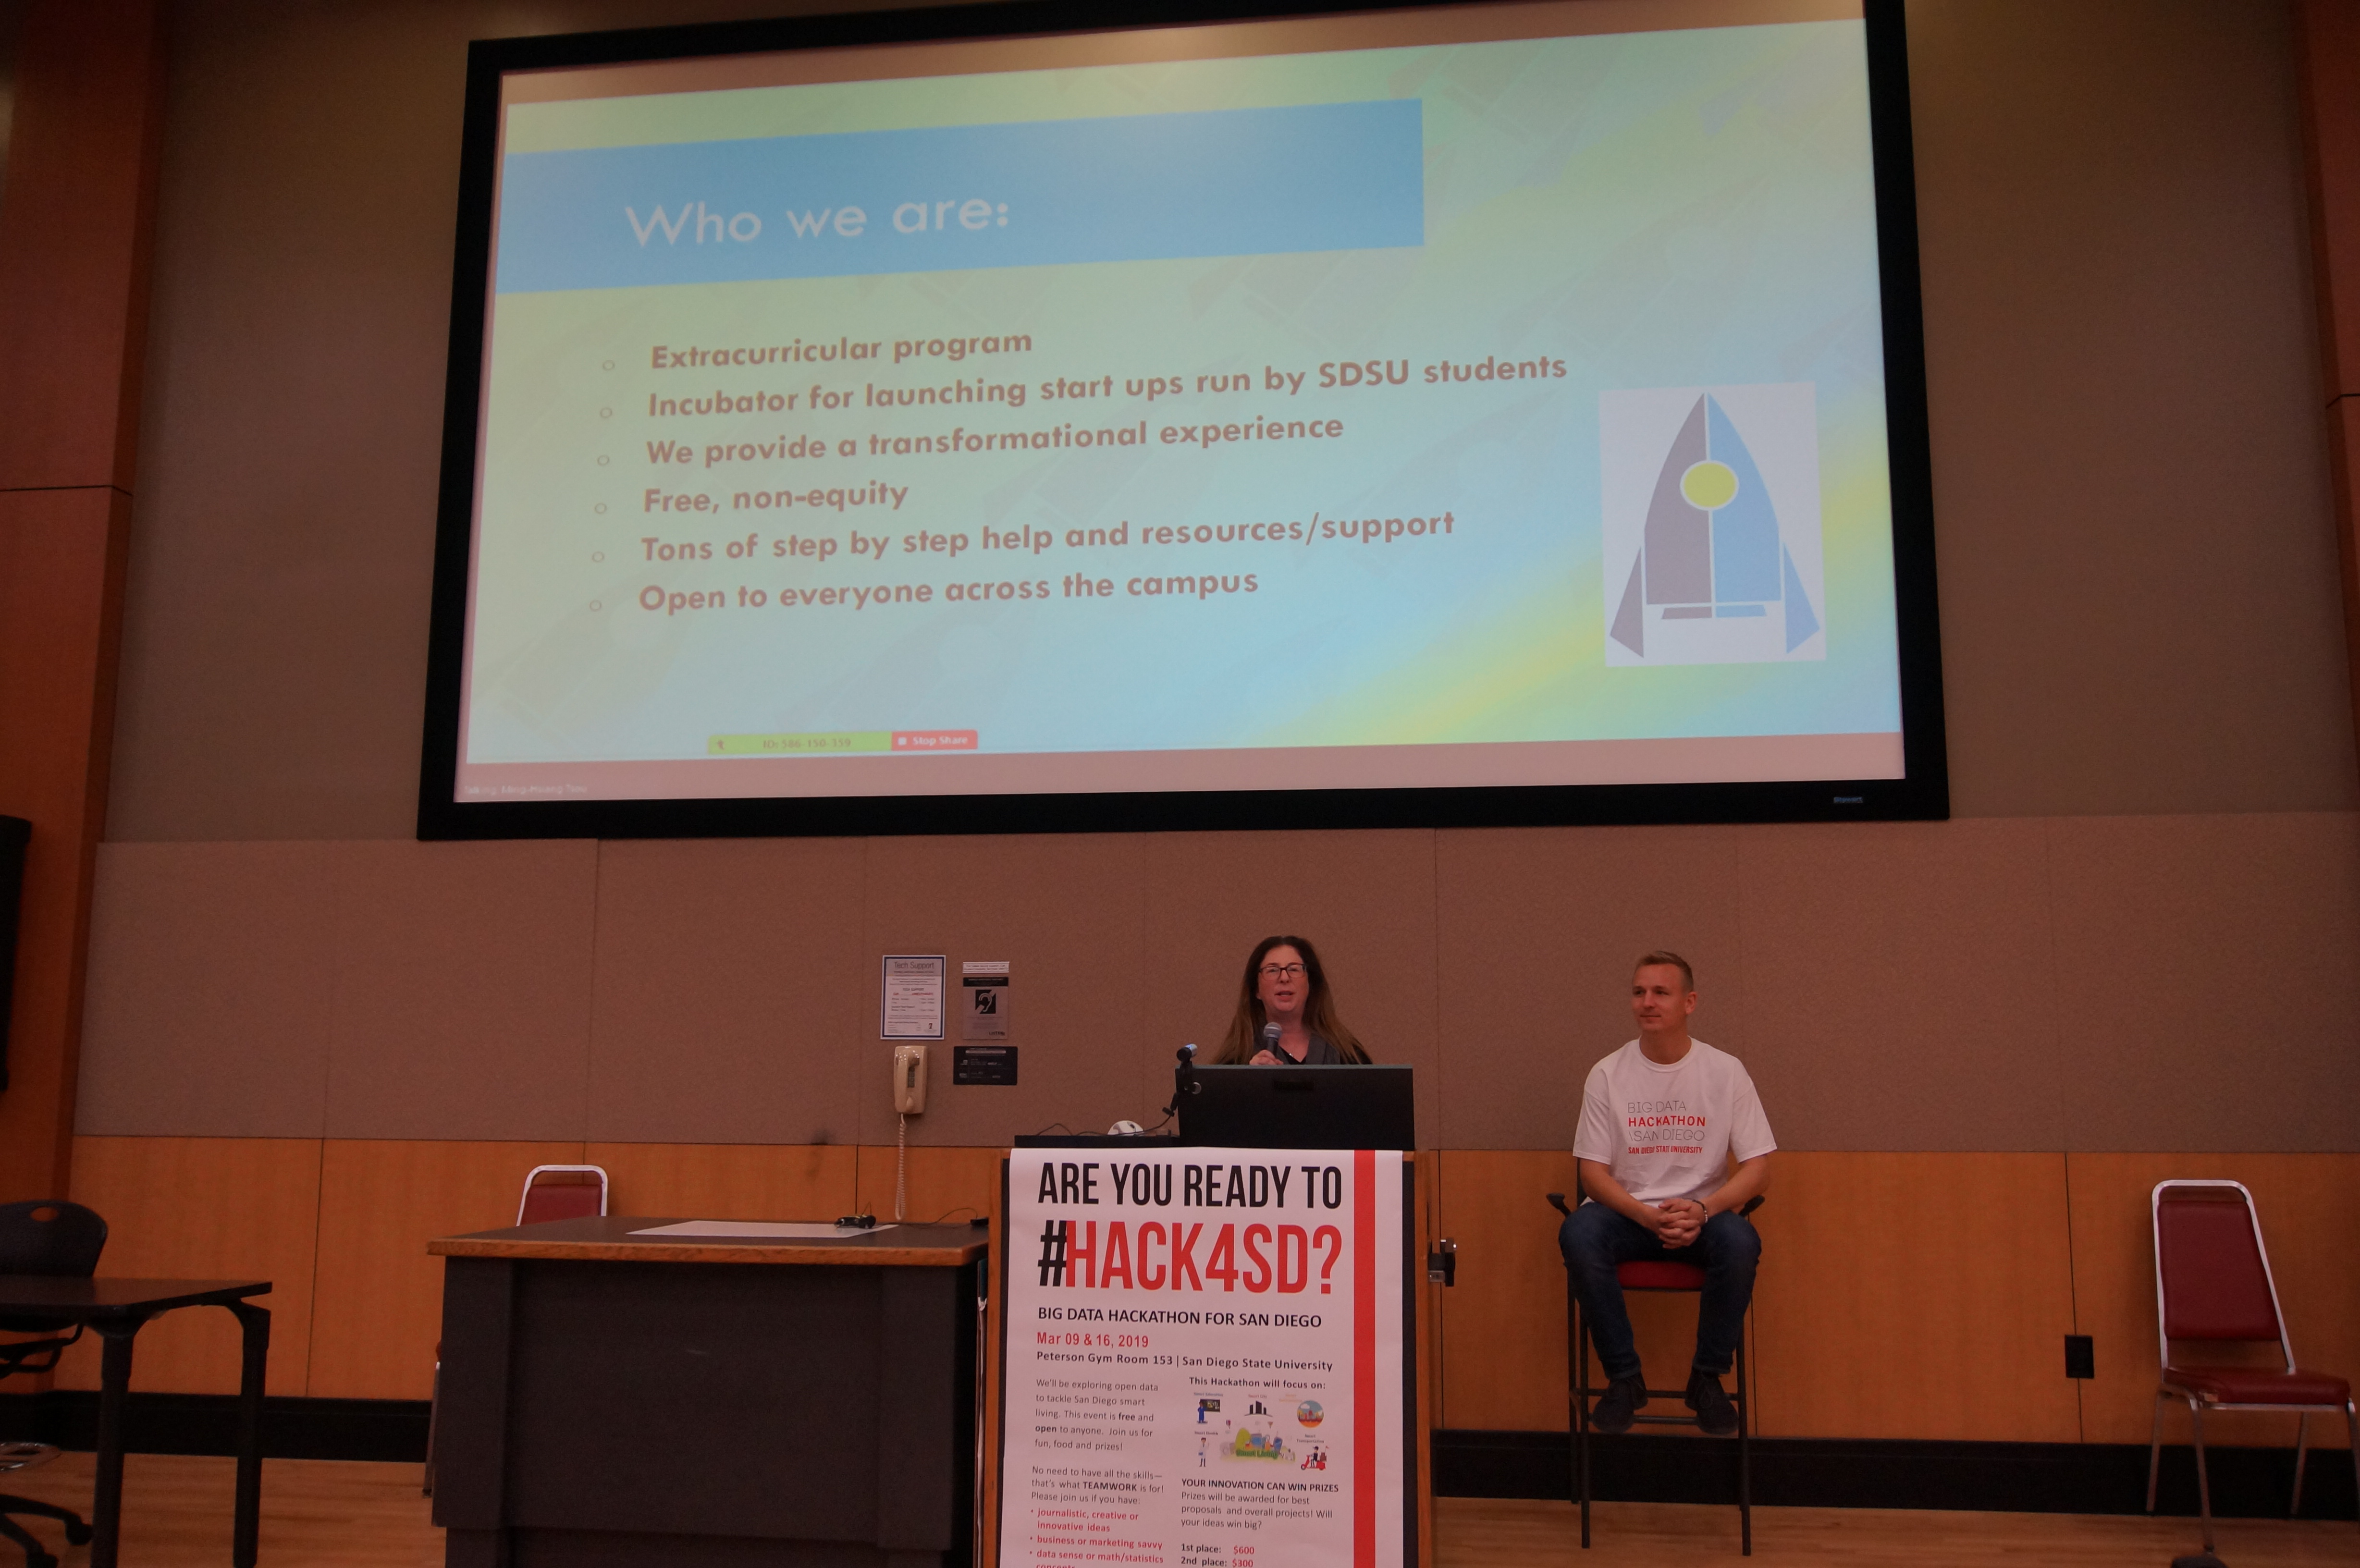 Who we are:
Extracurricular program
Incubator for launching start ups run by SDSU students
We provide a transformational experience
Free, non-equity
Tons of step by step help and resources/support
Open to everyone across the campus
ID: 586-150-359
Stop Share
Tech Support
BIG DATA
HACKATHON
SAN DIEGO
SAN DIEGO STATE UNIVERSITY
ARE YOU READY TO
#HACK4SD?
BIG DATA HACKATHON FOR SAN DIEGO
Mar 09 & 16, 2019
Peterson Gym Room 153 | San Diego State University
We'll be exploring open data
to tackle San Diego smart
living. This event is free and
open to anyone. Join us for
fun, food and prizes!
No need to have all the skills—
that's what TEAMWORK is for!
Please join us if you have:
• journalistic, creative or
innovative ideas
• business or marketing savvy
• data sense or math/statistics
concepts
This Hackathon will focus on:
Smart Living
YOUR INNOVATION CAN WIN PRIZES
Prizes will be awarded for best
proposals and overall projects! Will
your ideas win big?
1st place: $600
2nd place: $300